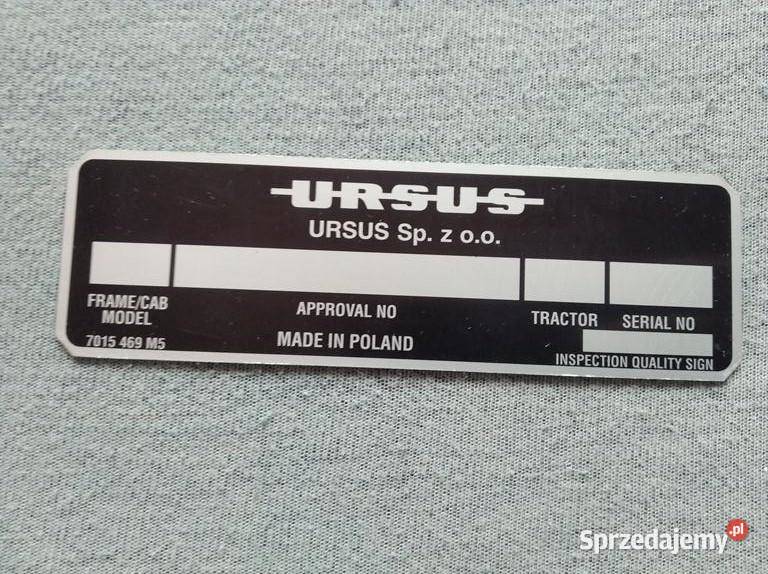 URSUS
URSUS Sp. z o.o.
FRAME/CAB
MODEL
APPROVAL NO
TRACTOR
SERIAL NO
7015 469 M5
MADE IN POLAND
INSPECTION QUALITY SIGN
Sprzedajemy.pl